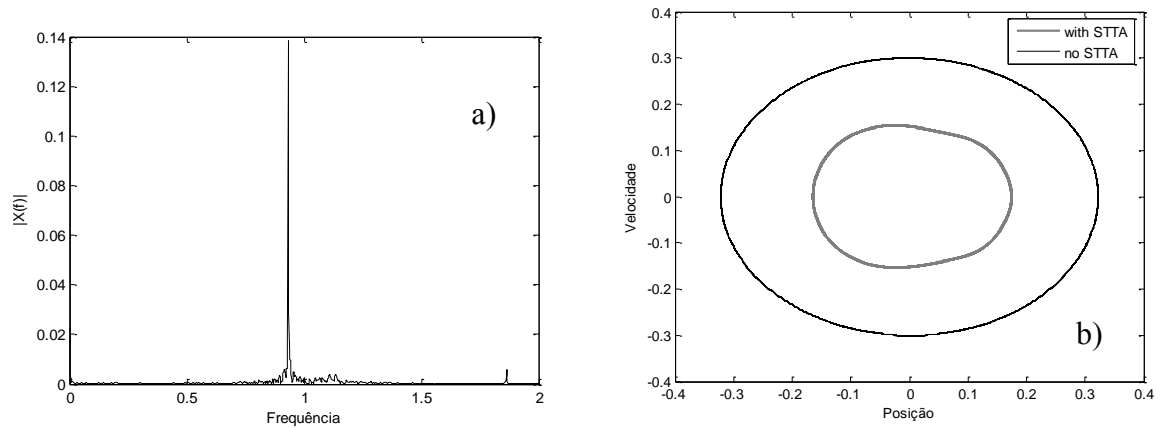 a)
|X(f)|
0.14
0.12
0.1
0.08
0.06
0.04
0.02
0
0 0.5 1 1.5 2
Frequência
with STTA
no STTA
b)
Velocidade
0.4
0.3
0.2
0.1
0
-0.1
-0.2
-0.3
-0.4
-0.4 -0.3 -0.2 -0.1 0 0.1 0.2 0.3 0.4
Posição